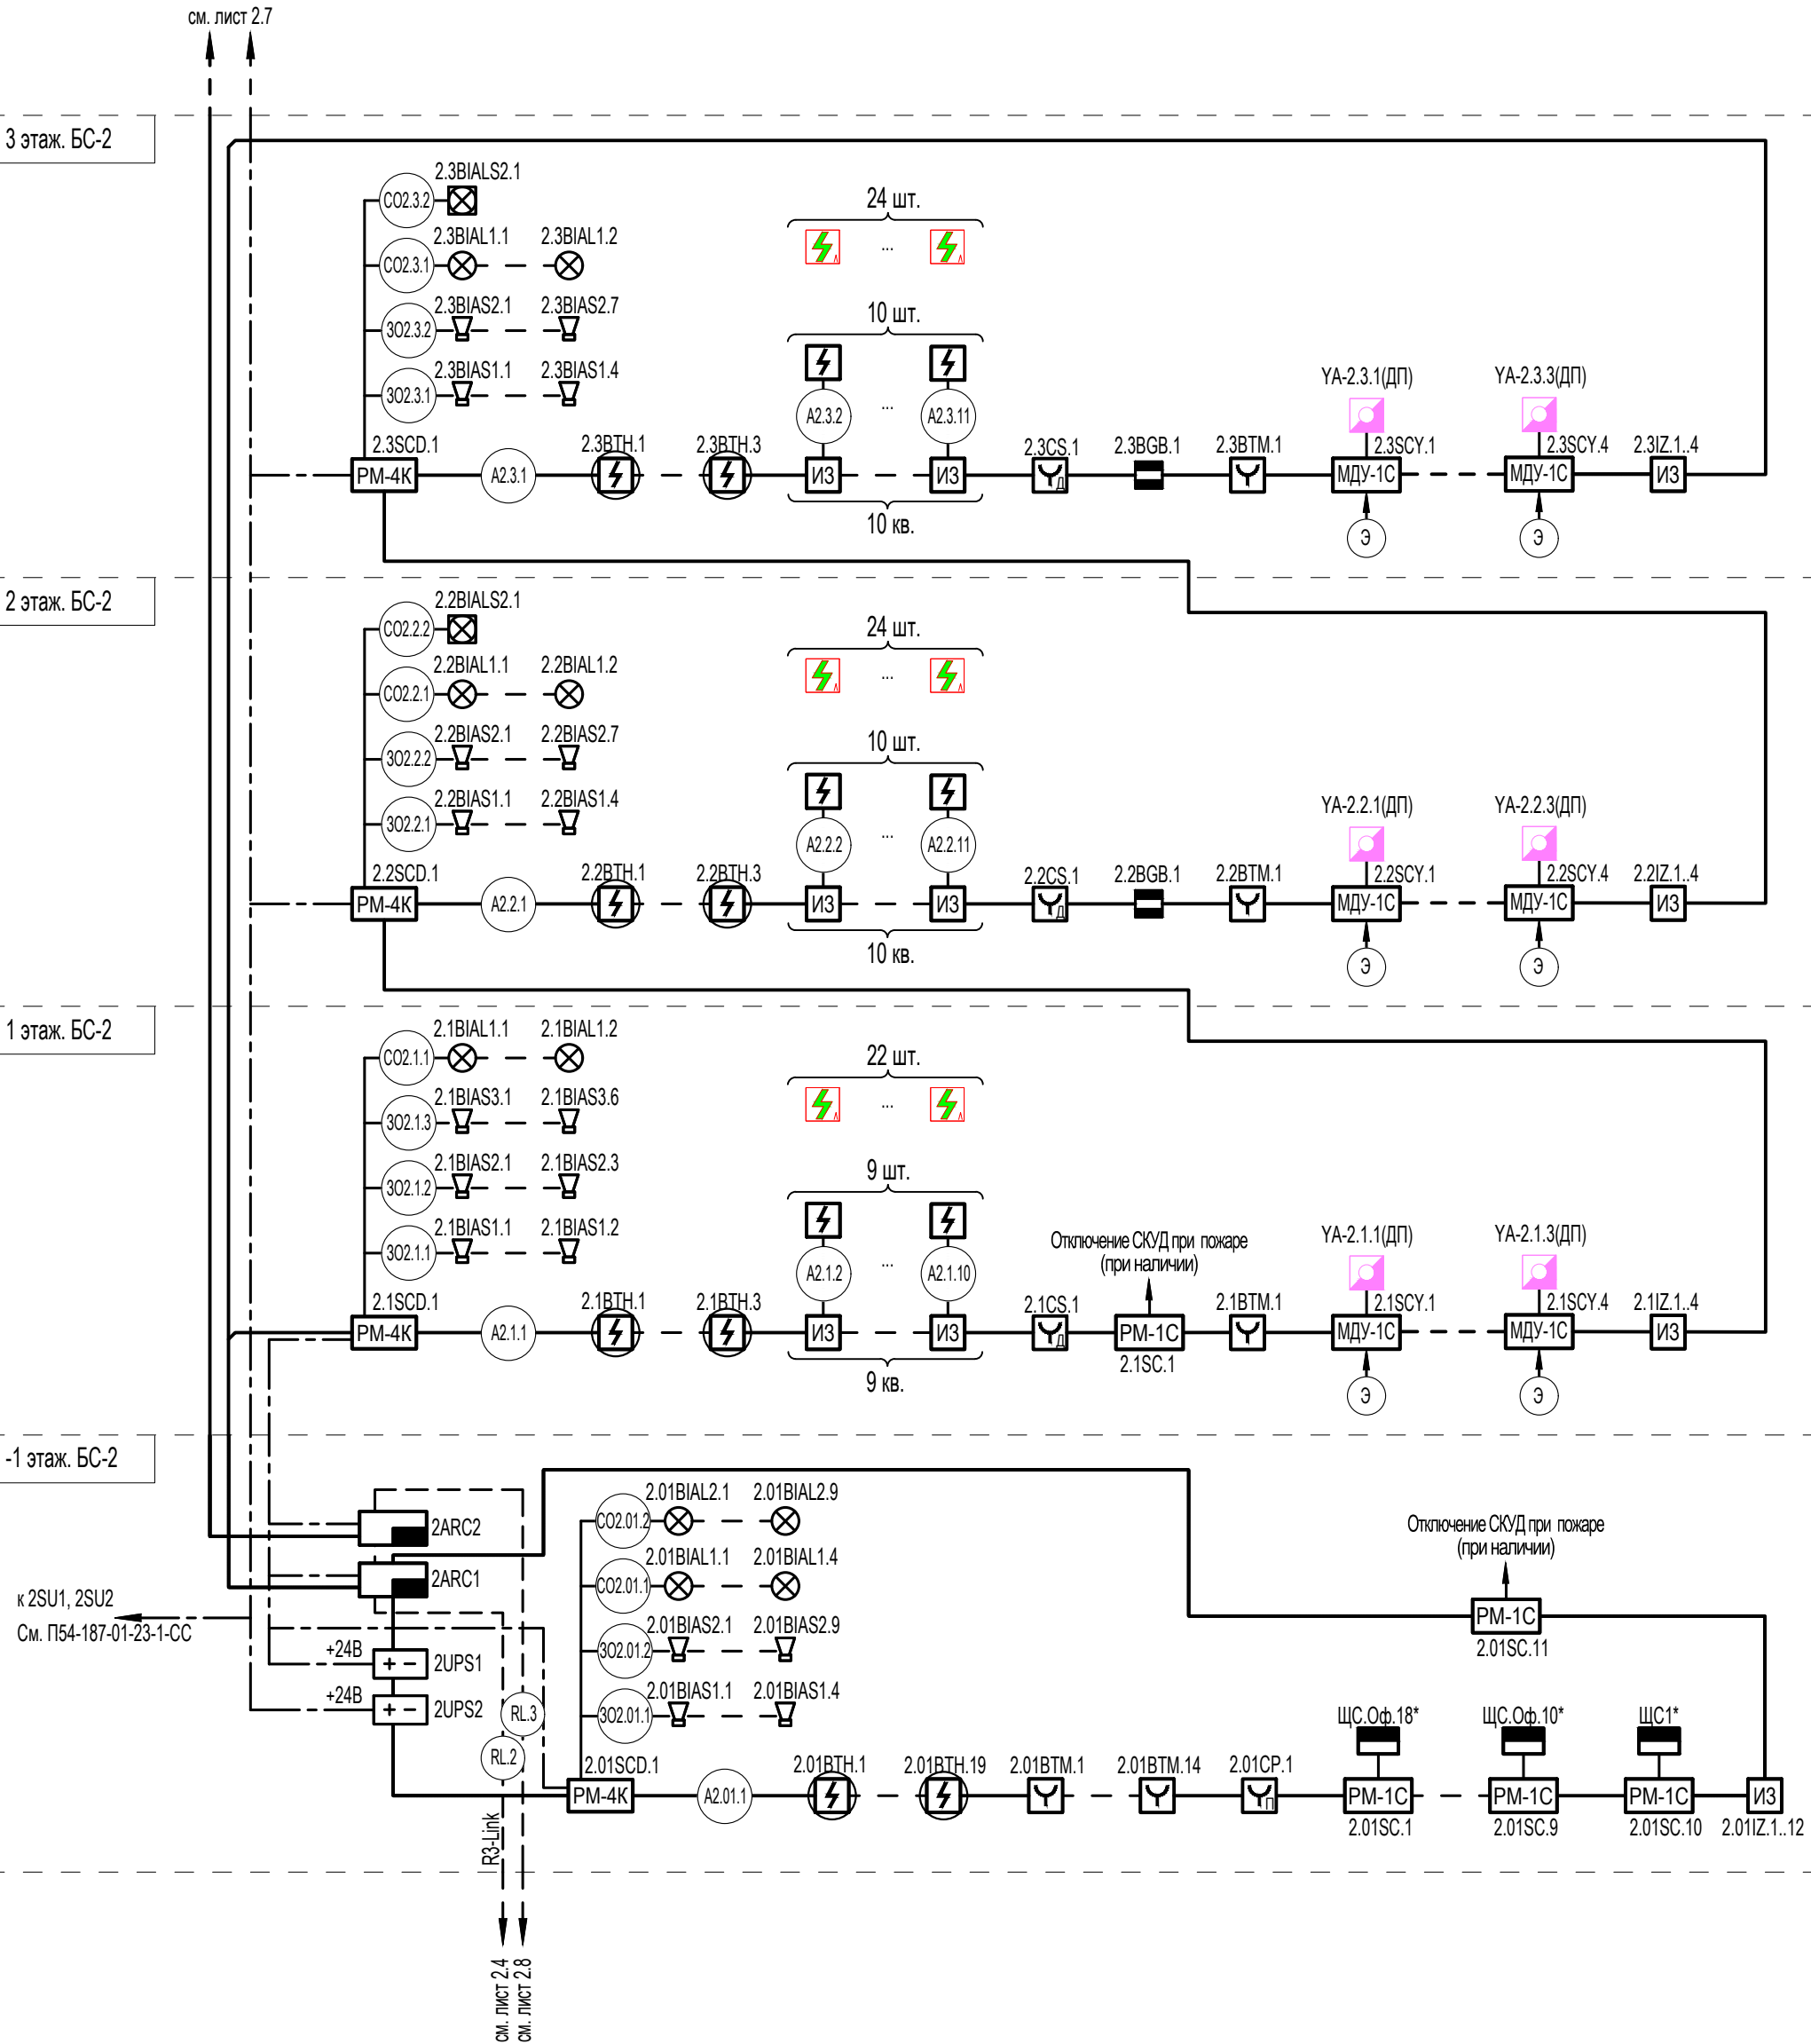 см. лист 2.7
3 этаж. БС-2
2.3BIALS2.1
СО2.3.2
24 шт.
2.3BIAL1.1 2.3BIAL1.2
СО2.3.1
...
2.3BIAS2.1 2.3BIAS2.7
ЗО2.3.2
10 шт.
2.3BIAS1.1 2.3BIAS1.4
ЗО2.3.1
YA-2.3.1(ДП) YA-2.3.3(ДП)
А2.3.2 ... А2.3.11
2.3SCD.1 2.3BTH.1 2.3BTH.3 2.3CS.1 2.3BGB.1 2.3BTM.1 2.3SCY.1 2.3SCY.4 2.3IZ.1..4
РМ-4К А2.3.1 ИЗ ИЗ Д МДУ-1С МДУ-1С ИЗ
10 кв.
Э Э
2 этаж. БС-2
2.2BIALS2.1
СО2.2.2
24 шт.
2.2BIAL1.1 2.2BIAL1.2
СО2.2.1
...
2.2BIAS2.1 2.2BIAS2.7
ЗО2.2.2
10 шт.
2.2BIAS1.1 2.2BIAS1.4
ЗО2.2.1
YA-2.2.1(ДП) YA-2.2.3(ДП)
А2.2.2 ... А2.2.11
2.2SCD.1 2.2BTH.1 2.2BTH.3 2.2CS.1 2.2BGB.1 2.2BTM.1 2.2SCY.1 2.2SCY.4 2.2IZ.1..4
РМ-4К А2.2.1 ИЗ ИЗ Д МДУ-1С МДУ-1С ИЗ
10 кв.
Э Э
1 этаж. БС-2
2.1BIAL1.1 2.1BIAL1.2
СО2.1.1
22 шт.
2.1BIAS3.1 2.1BIAS3.6
ЗО2.1.3
...
2.1BIAS2.1 2.1BIAS2.3
ЗО2.1.2
9 шт.
2.1BIAS1.1 2.1BIAS1.2
ЗО2.1.1
Отключение СКУД при пожаре
(при наличии)
YA-2.1.1(ДП) YA-2.1.3(ДП)
А2.1.2 ... А2.1.10
2.1SCD.1 2.1BTH.1 2.1BTH.3 2.1CS.1 2.1BTM.1 2.1SCY.1 2.1SCY.4 2.1IZ.1..4
РМ-4К А2.1.1 ИЗ ИЗ Д РМ-1С МДУ-1С МДУ-1С ИЗ
2.1SC.1
9 кв.
Э Э
-1 этаж. БС-2
2.01BIAL2.1 2.01BIAL2.9
СО2.01.2
2ARC2
Отключение СКУД при пожаре
(при наличии)
2.01BIAL1.1 2.01BIAL1.4
СО2.01.1
2ARC1
к 2SU1, 2SU2
См. П54-187-01-23-1-СС
2.01BIAS2.1 2.01BIAS2.9
ЗО2.01.2
РМ-1С
2.01SC.11
+24В
2UPS1
+24В
2UPS2
2.01BIAS1.1 2.01BIAS1.4
ЗО2.01.1
RL.3
RL.2
ЩС.Оф.18* ЩС.Оф.10* ЩС1*
2.01SCD.1 2.01BTH.1 2.01BTH.19 2.01BTM.1 2.01BTM.14 2.01CP.1
РМ-4К А2.01.1 П РМ-1С РМ-1С РМ-1С ИЗ
2.01SC.1 2.01SC.9 2.01SC.10 2.01IZ.1..12
R3-Link
см. лист 2.4
см. лист 2.8